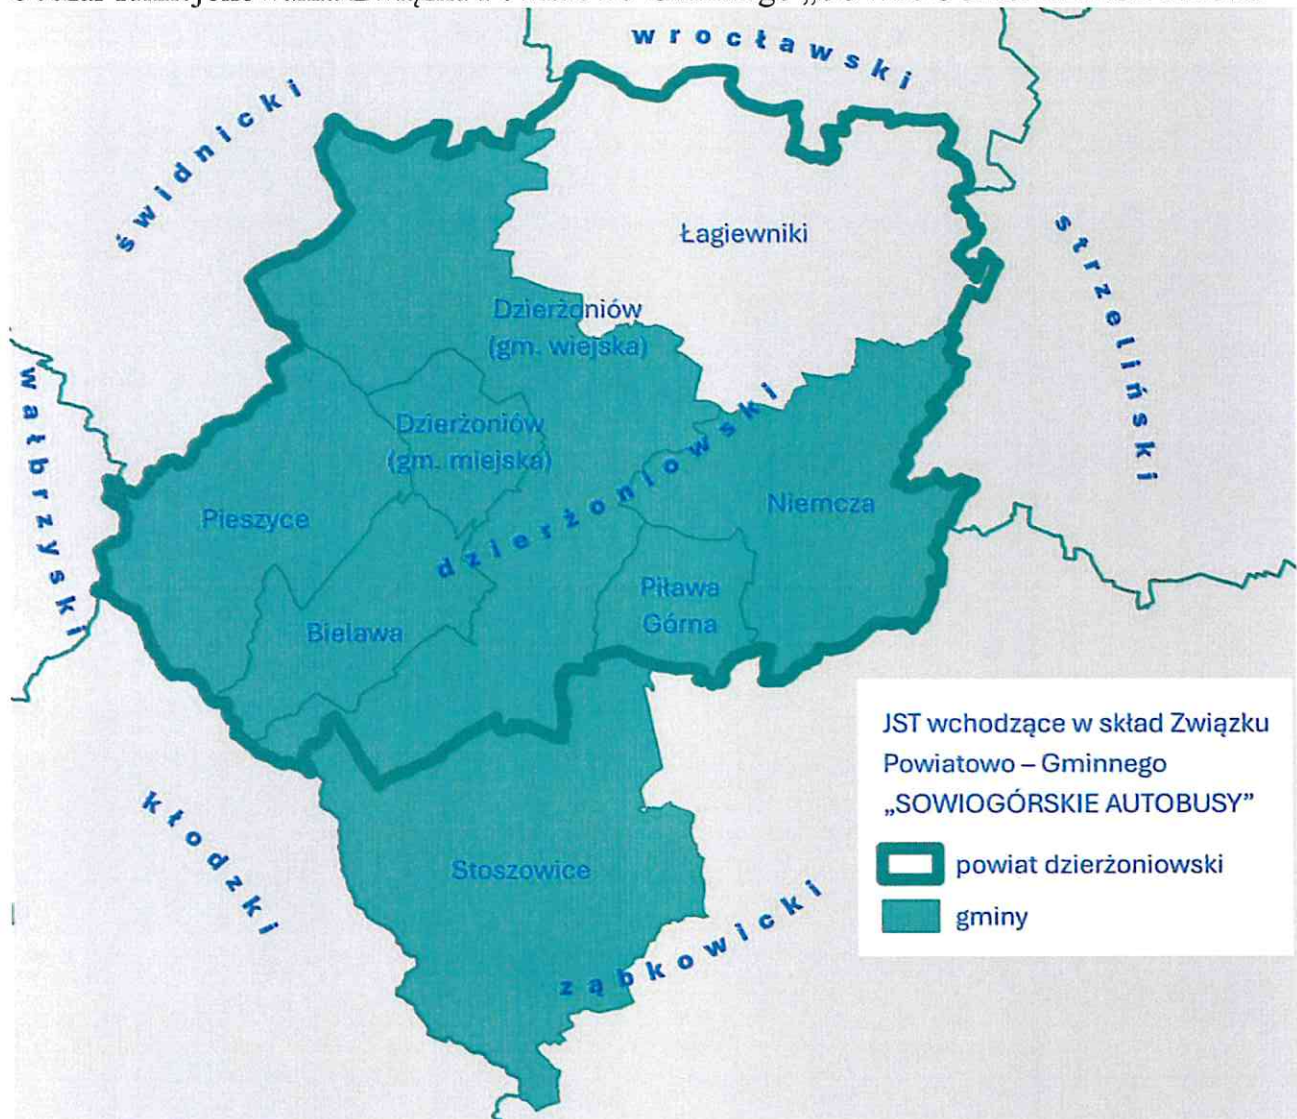 wrocławski
świdnicki
strzeliński
Łagiewniki
Dzierżoniów
(gm. wiejska)
wałbrzyski
Dzierżoniów
(gm. miejska)
dzierżoniowski
Pieszyce
Niemcza
Piława
Górna
Bielawa
JST wchodzące w skład Związku
Powiatowo – Gminnego
„SOWIOGÓRSKIE AUTOBUSY”
powiat dzierżoniowski
gminy
kłodzki
Stoszowice
ząbkowicki